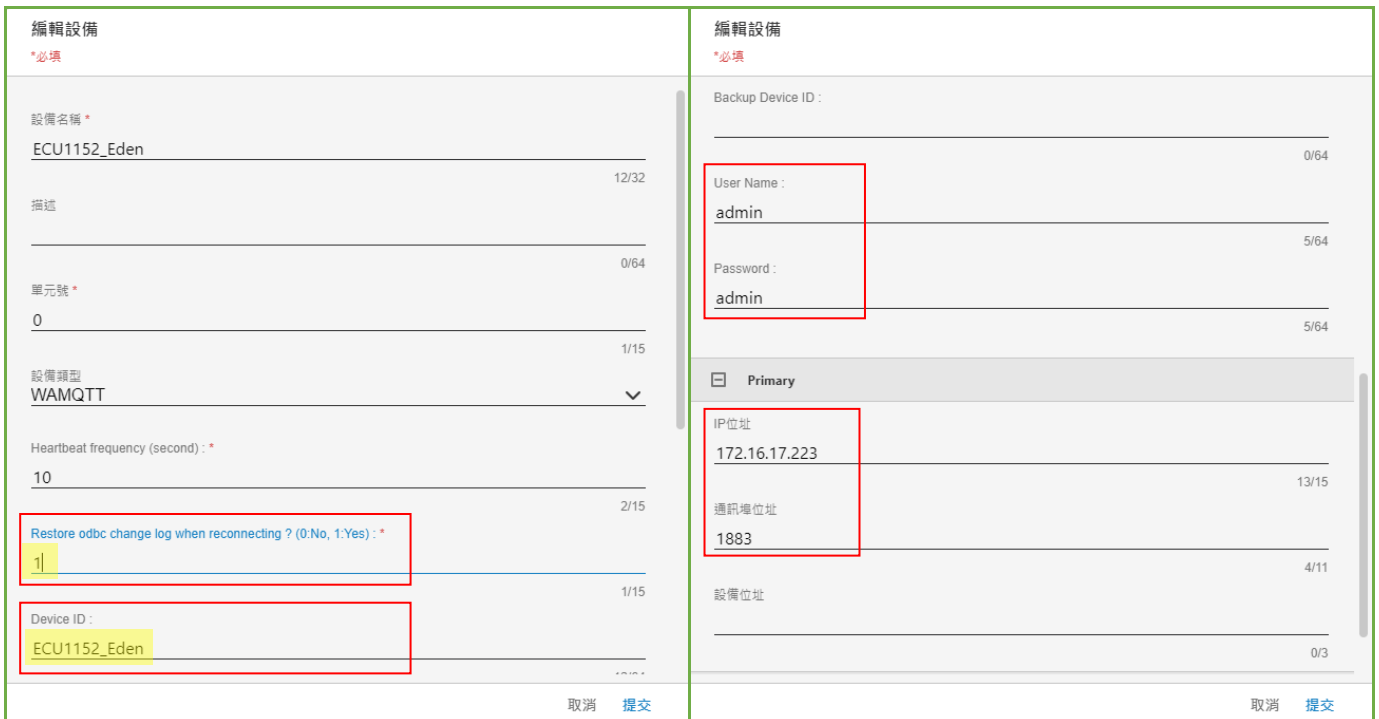 編輯設備
*必填
設備名稱 *
ECU1152_Eden
12/32
描述
0/64
單元號 *
0
1/15
設備類型
WAMQTT
Heartbeat frequency (second) : *
10
2/15
Restore odbc change log when reconnecting ? (0:No, 1:Yes) : *
1
1/15
Device ID :
ECU1152_Eden
取消
提交
編輯設備
*必填
Backup Device ID :
0/64
User Name :
admin
5/64
Password :
admin
5/64
Primary
IP位址
172.16.17.223
13/15
通訊埠位址
1883
4/11
設備位址
0/3
取消
提交